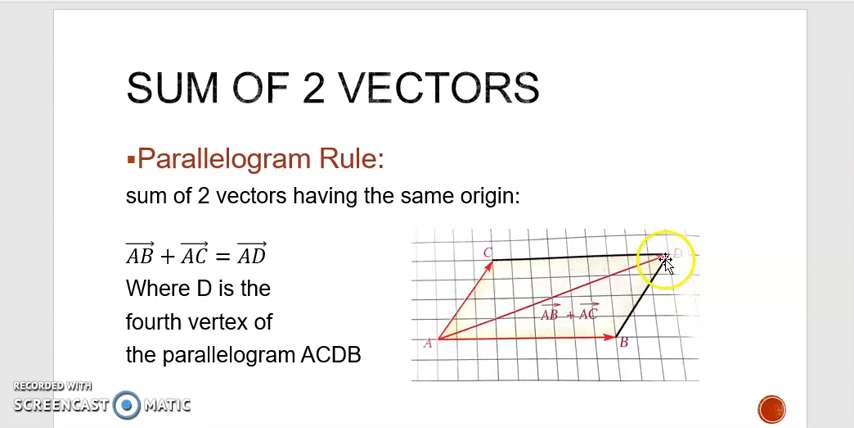 SUM OF 2 VECTORS
▪Parallelogram Rule:
sum of 2 vectors having the same origin:
AB + AC = AD
Where D is the
fourth vertex of
the parallelogram ACDB
C
D
AB + AC
A
B
RECORDED WITH
SCREENCAST MATIC